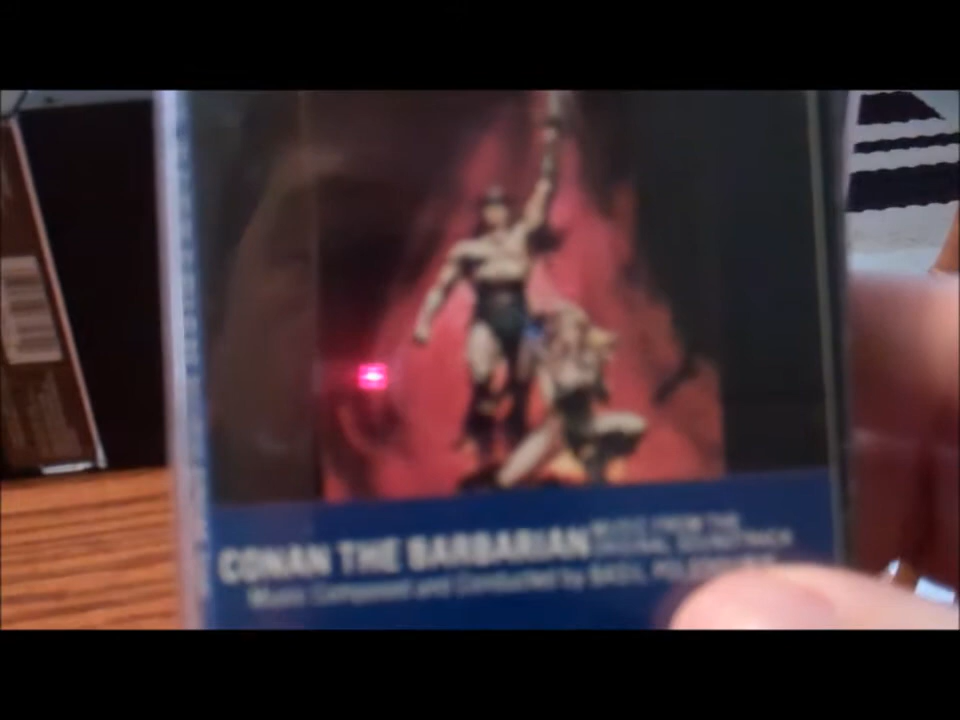 CONAN THE BARBARIAN MUSIC FROM THE
ORIGINAL SOUNDTRACK
Music Composed and Conducted by BASIL